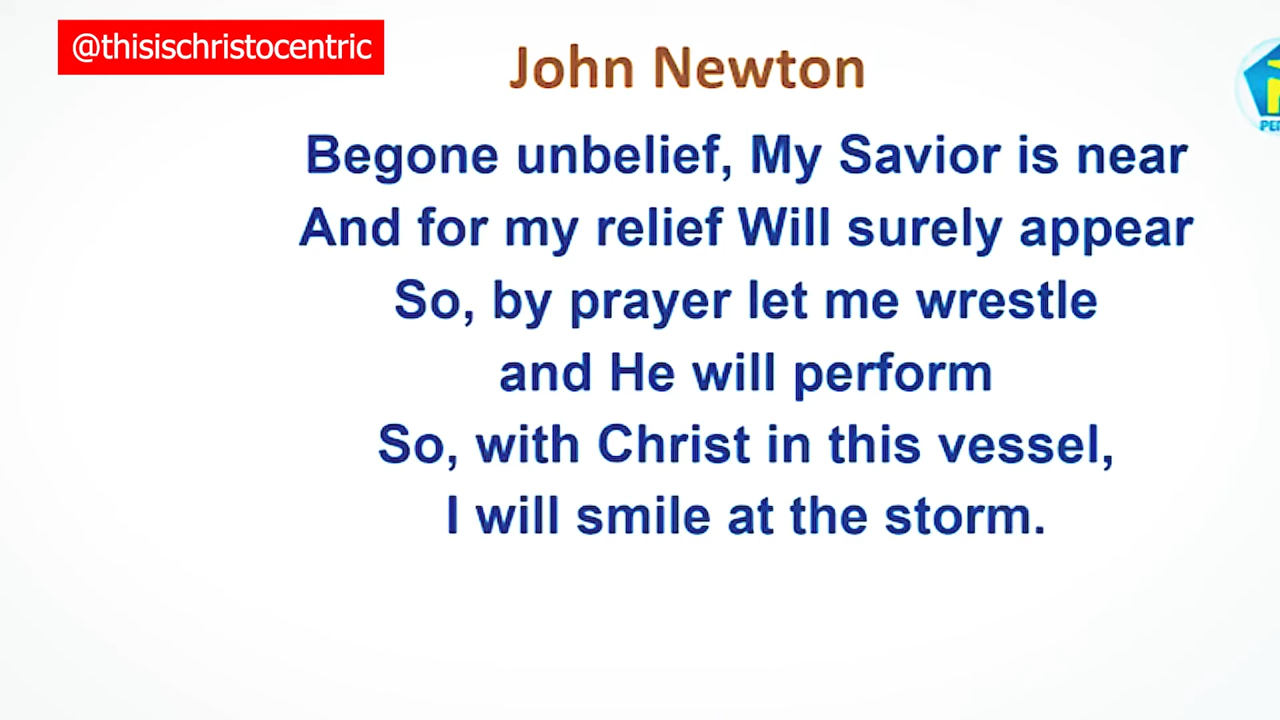 @thisischristocentric
John Newton
Begone unbelief, My Savior is near
And for my relief Will surely appear
So, by prayer let me wrestle
and He will perform
So, with Christ in this vessel,
I will smile at the storm.